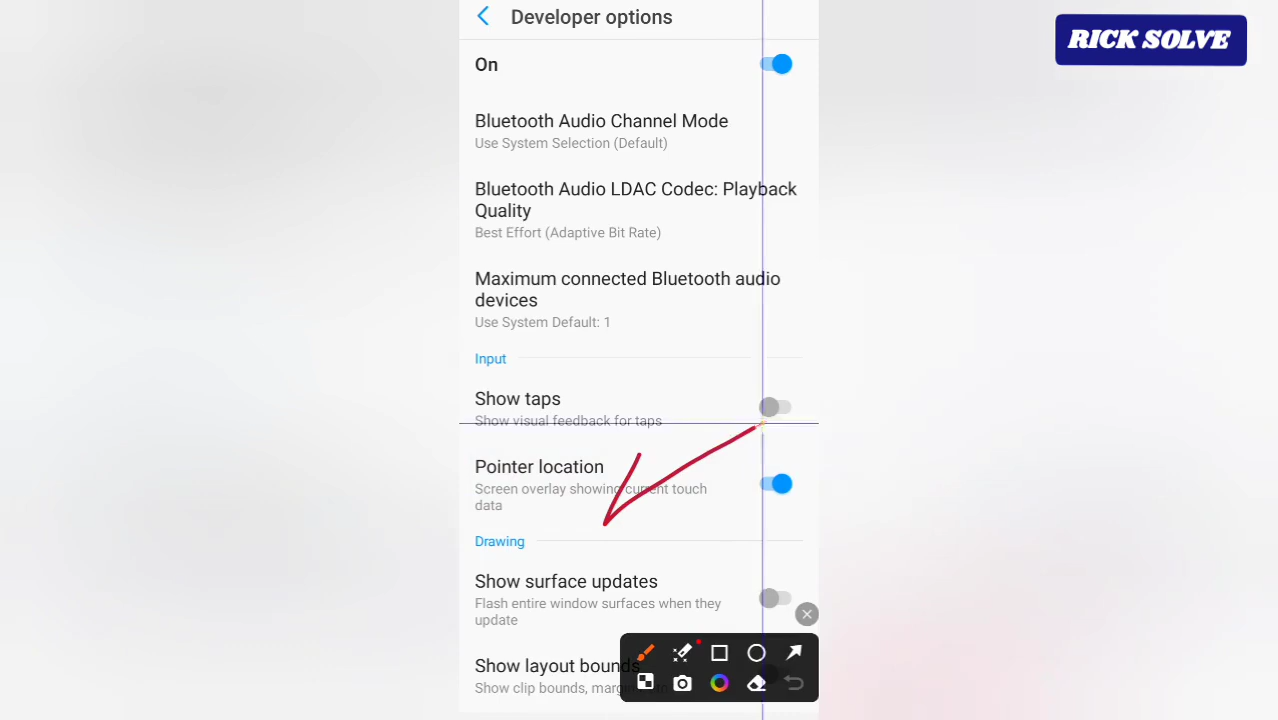 Developer options
RICK SOLVE
On
Bluetooth Audio Channel Mode
Use System Selection (Default)
Bluetooth Audio LDAC Codec: Playback
Quality
Best Effort (Adaptive Bit Rate)
Maximum connected Bluetooth audio
devices
Use System Default: 1
Input
Show taps
Show visual feedback for taps
Pointer location
Screen overlay showing current touch
data
Drawing
Show surface updates
Flash entire window surfaces when they
update
Show layout bounds
Show clip bounds,